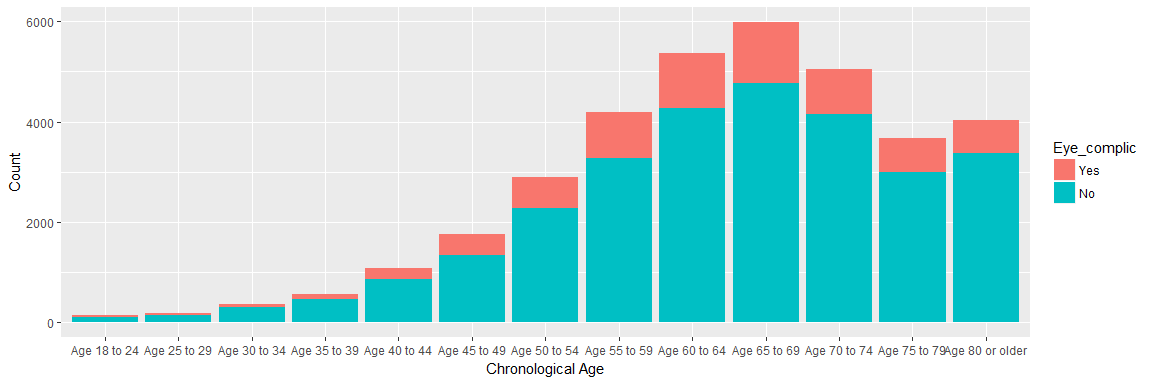 6000
4000
2000
0
Count
Age 18 to 24 Age 25 to 29 Age 30 to 34 Age 35 to 39 Age 40 to 44 Age 45 to 49 Age 50 to 54 Age 55 to 59 Age 60 to 64 Age 65 to 69 Age 70 to 74 Age 75 to 79 Age 80 or older
Chronological Age
Eye_complic
Yes
No